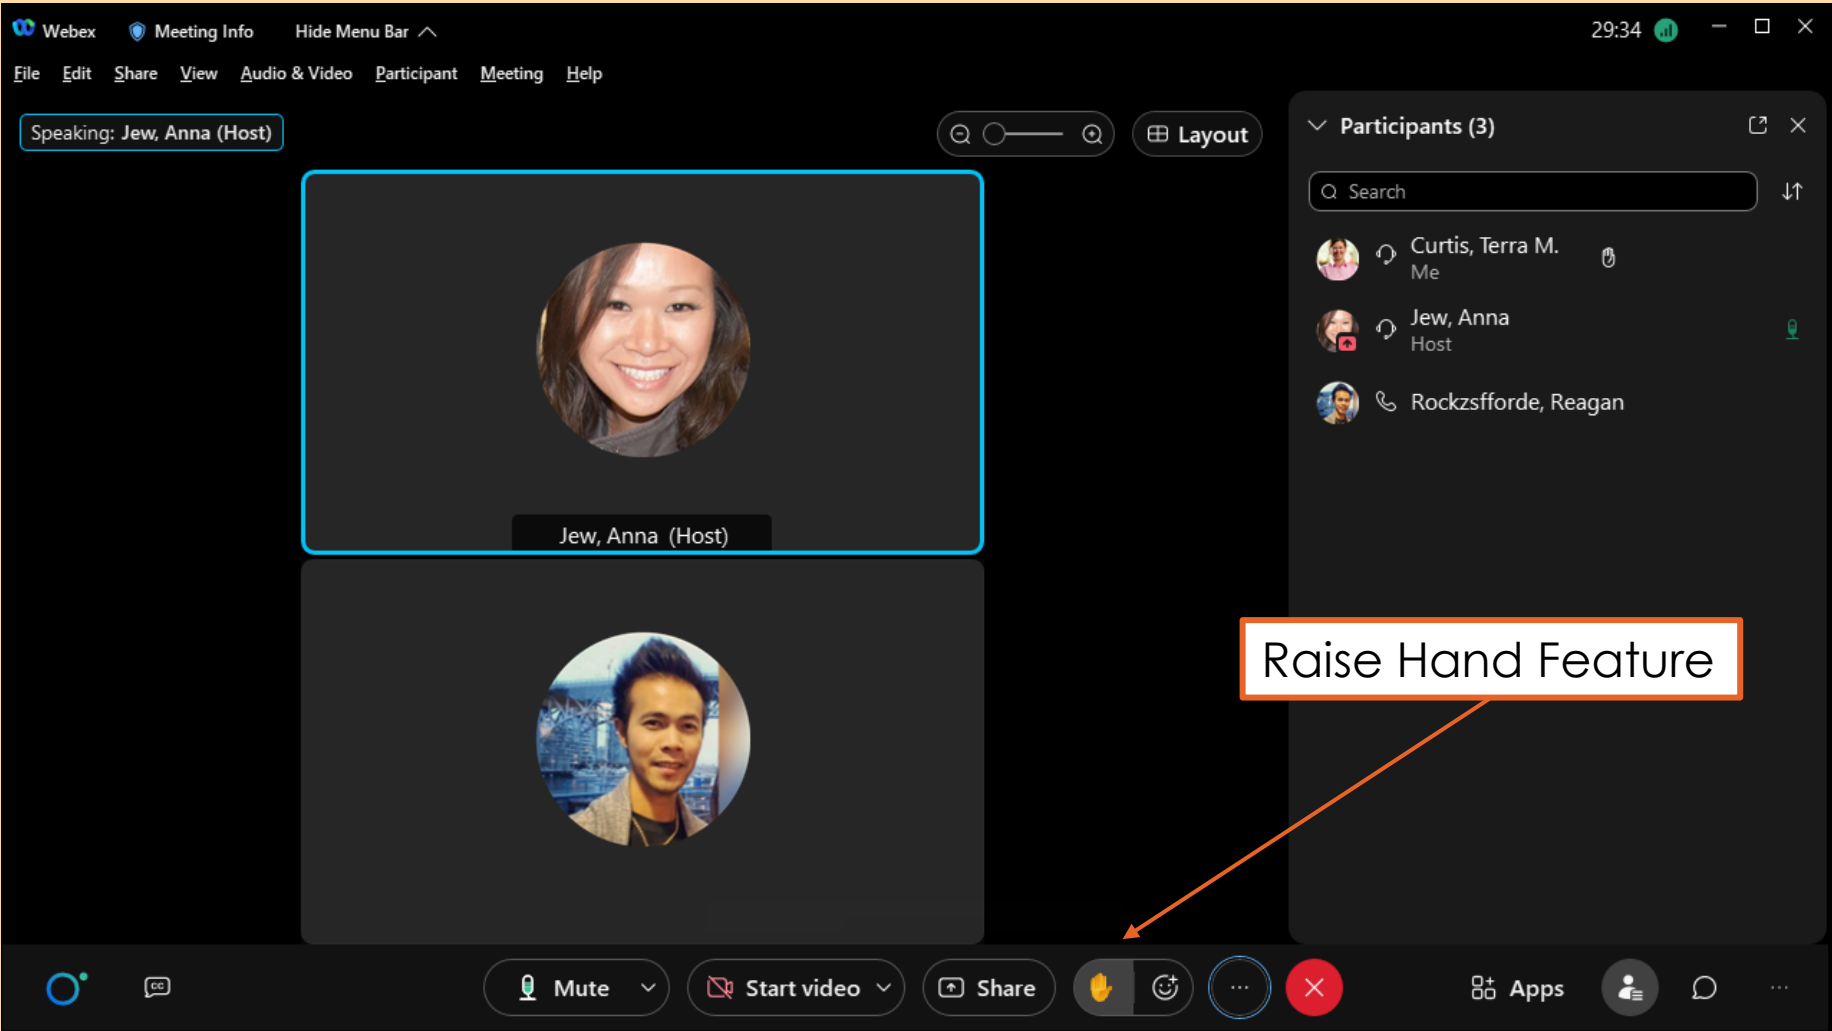 Webex Meeting Info Hide Menu Bar 29:34
File Edit Share View Audio & Video Participant Meeting Help
Speaking: Jew, Anna (Host)
Layout
Participants (3)
Search
Curtis, Terra M.
Me
Jew, Anna
Host
Rockzsfforde, Reagan
Jew, Anna (Host)
Raise Hand Feature
CC
Mute Start video Share Apps